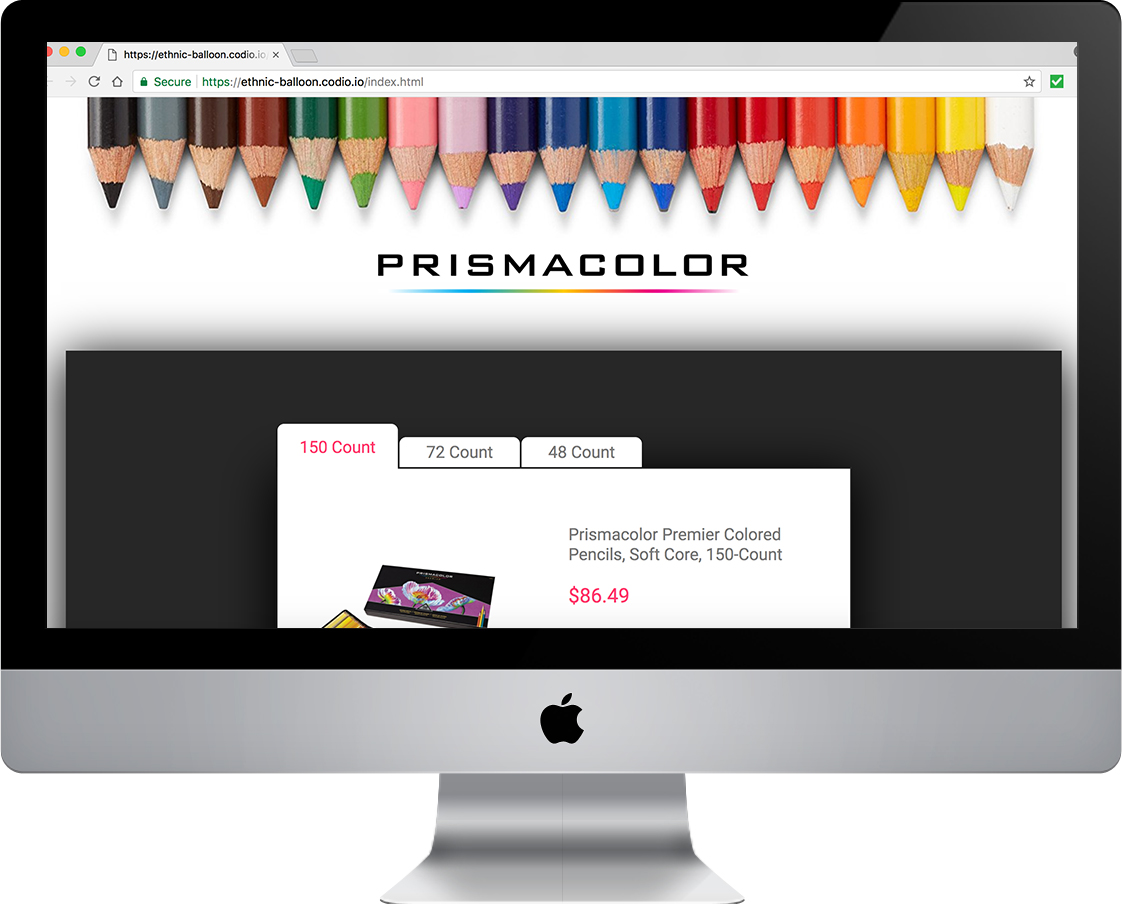 https://ethnic-balloon.codio.io
Secure https://ethnic-balloon.codio.io/index.html
PRISMACOLOR
150 Count
72 Count
48 Count
Prismacolor Premier Colored
Pencils, Soft Core, 150-Count
$86.49
PRISMACOLOR